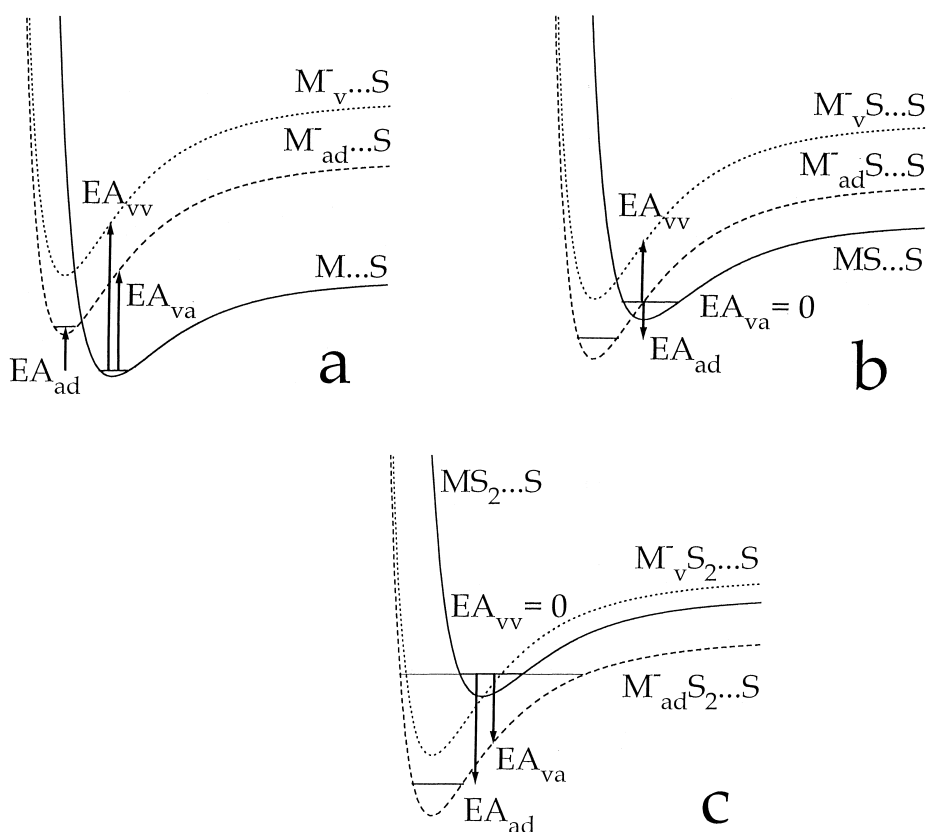 M⁻ᵥ...S
M⁻ad...S
EAvv
M...S
EAva
EAad
a
M⁻ᵥS...S
M⁻adS...S
EAvv
MS...S
EAva = 0
EAad
b
MS₂...S
M⁻ᵥS₂...S
EAvv = 0
M⁻adS₂...S
EAva
EAad
c